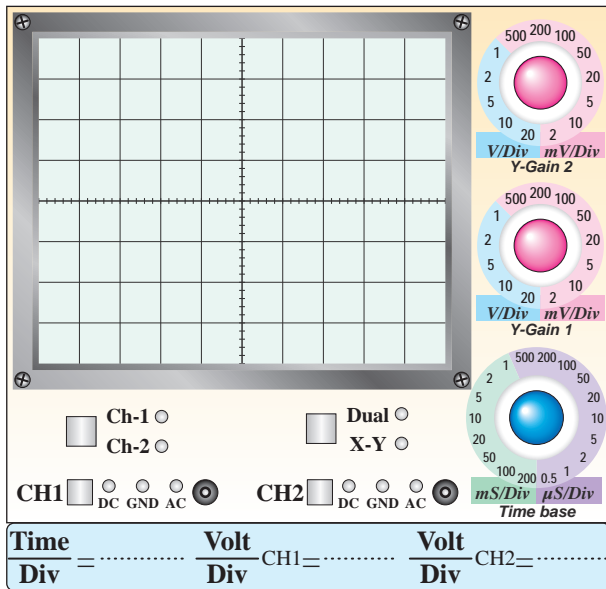 500 200 100
1 50
2 20
5 5
10 10
20 2
V/Div mV/Div
Y-Gain 2
500 200 100
1 50
2 20
5 5
10 10
20 2
V/Div mV/Div
Y-Gain 1
1 500 200 100
2 50
5 20
10 10
20 5
50 2
100 200 0.5 1
mS/Div µS/Div
Time base
Ch-1
Ch-2
Dual
X-Y
CH1 DC GND AC
CH2 DC GND AC
Time
Div = ............
Volt
Div CH1= ............
Volt
Div CH2= ............